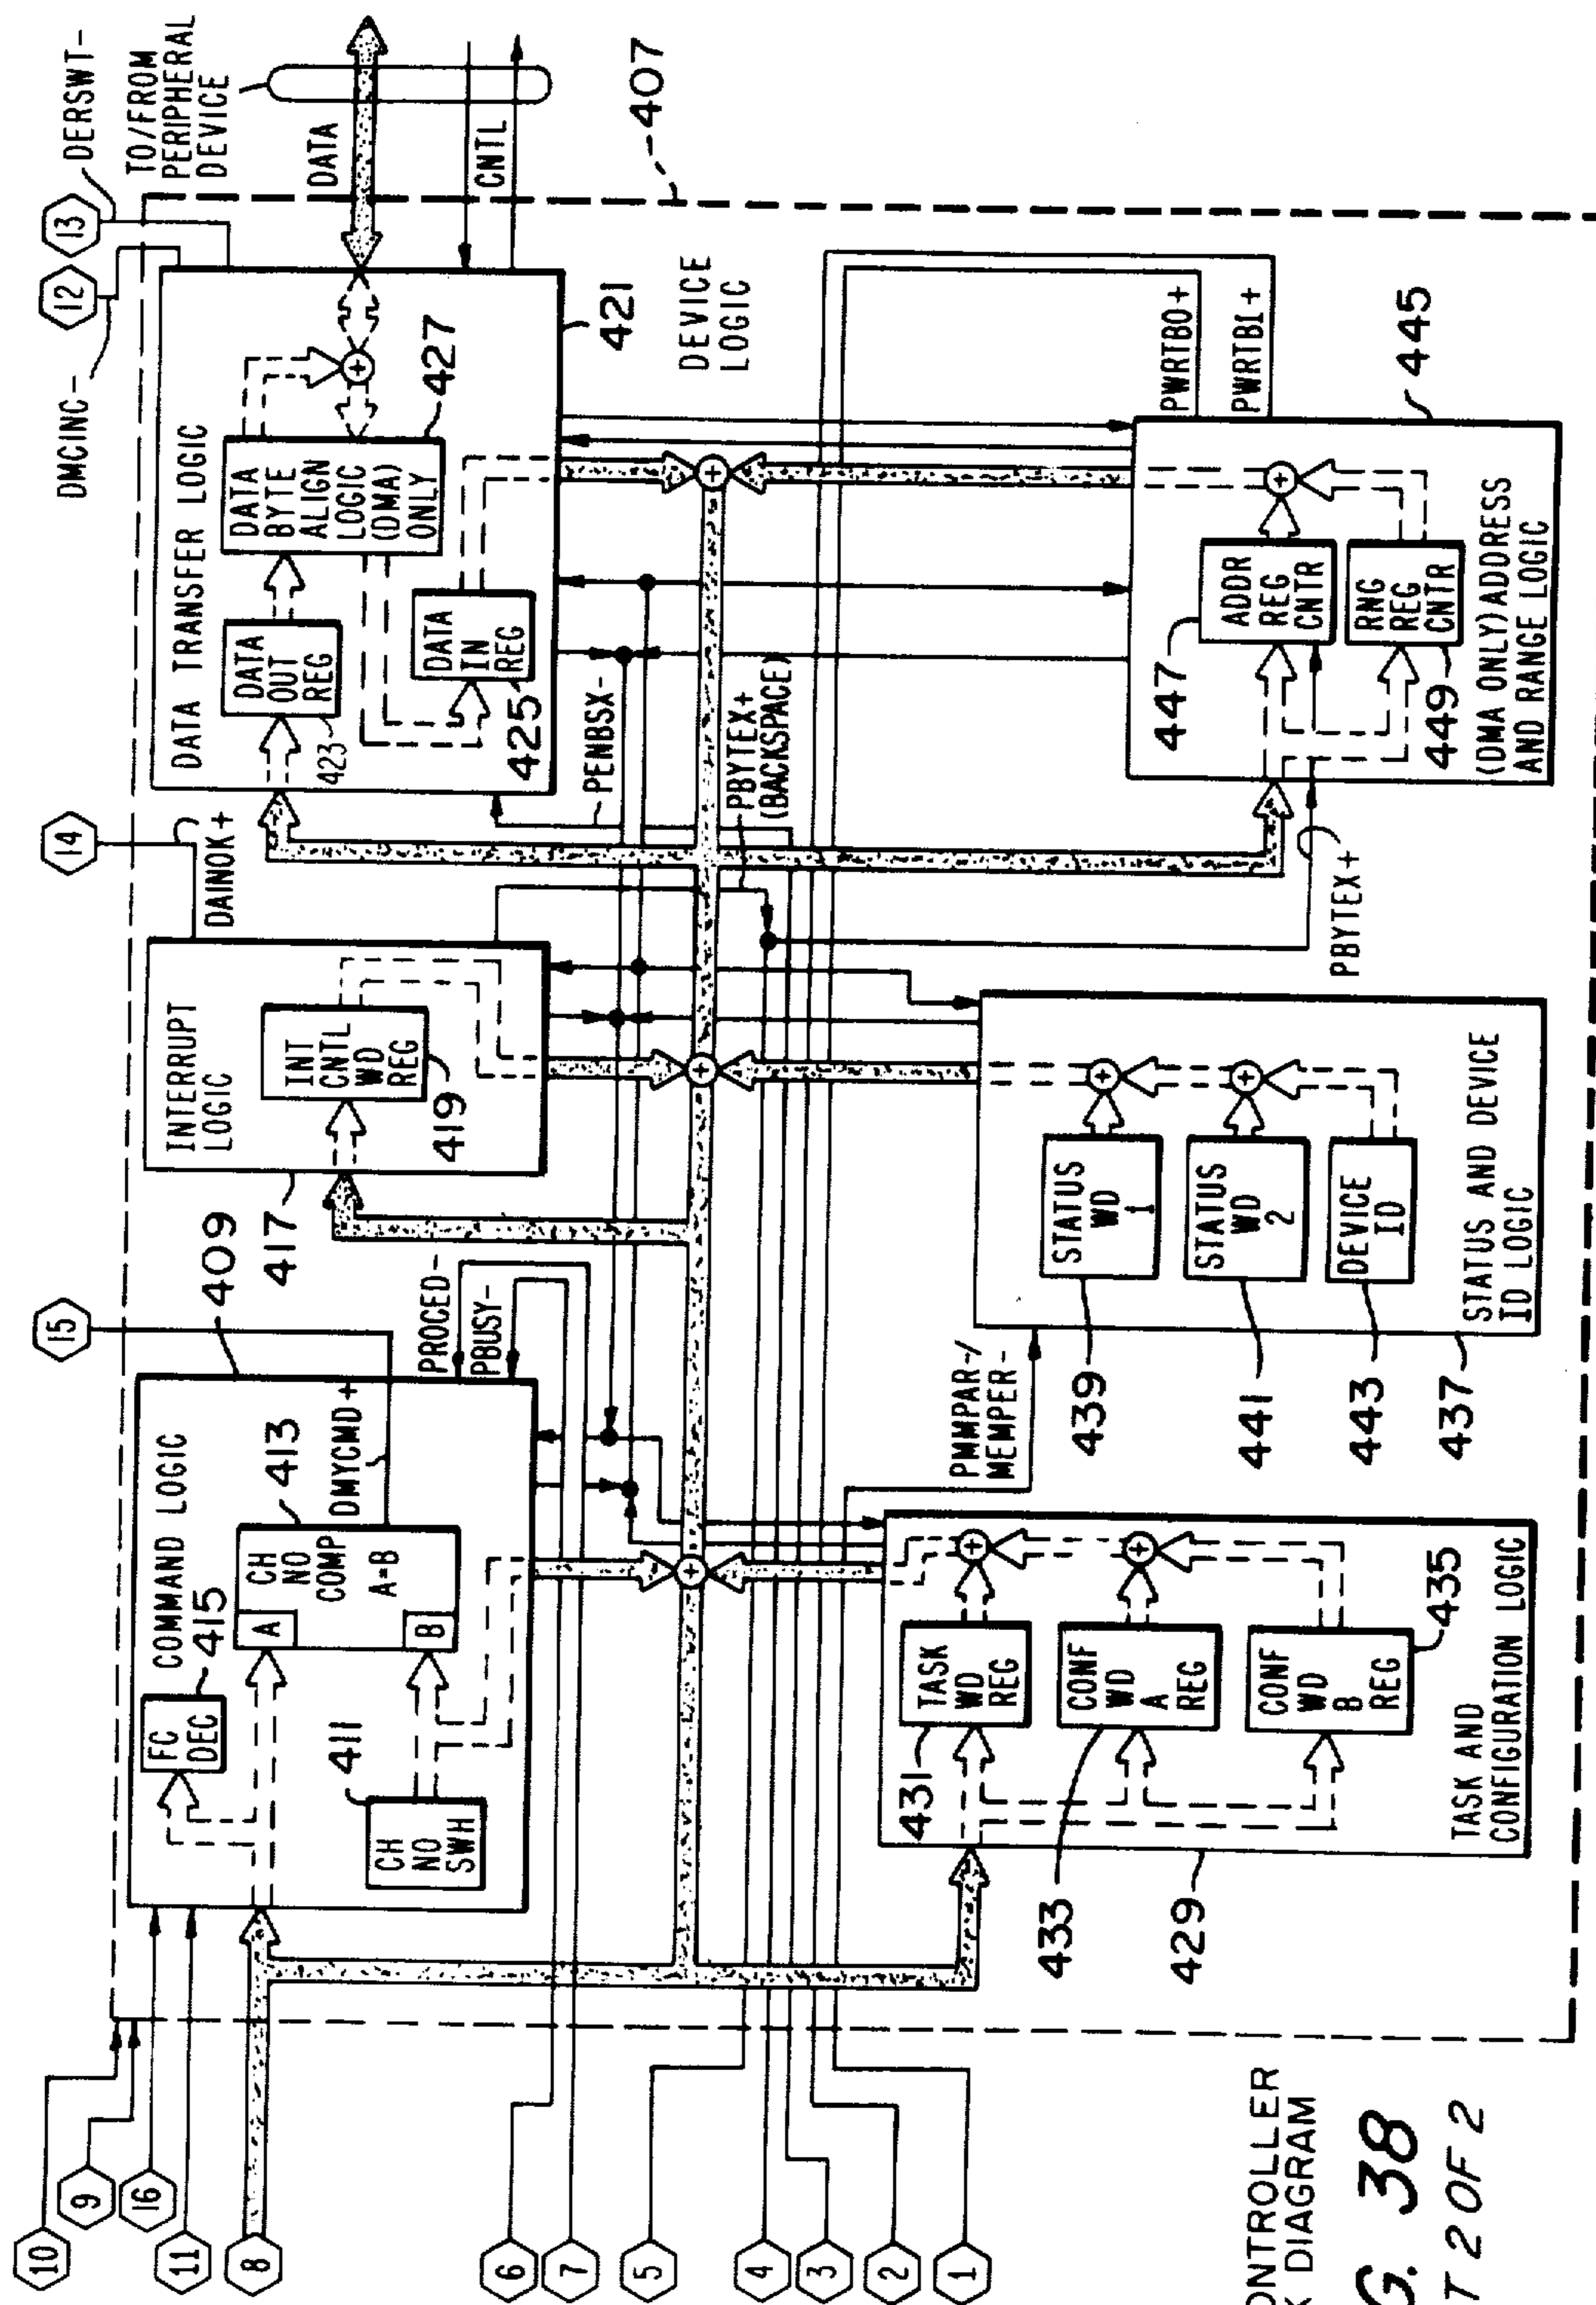 10
9
16
11
8
6
7
5
4
3
2
1
15
14
12
13
DMCINC-
DERSWT-
DAINOK+
TO/FROM
PERIPHERAL
DEVICE
DATA
CNTL
407
409
COMMAND LOGIC
FC
DEC
415
A
B
CH
NO
COMP
A=B
413
DMYCMD+
411
CH
NO
SWH
PROCED-
PBUSY-
417
INTERRUPT
LOGIC
INT
CNTL
WD
REG
419
DATA TRANSFER LOGIC
DATA
OUT
REG
423
DATA
BYTE
ALIGN
LOGIC
(DMA)
ONLY
427
DATA
IN
REG
425
421
DEVICE
LOGIC
PENBSX-
PBYTEX+
(BACKSPACE)
PWRTBO+
PWRTBI+
TASK
WD
REG
431
CONF
WD
A
REG
433
CONF
WD
B
REG
435
429
TASK AND
CONFIGURATION LOGIC
PMMPAR-/
MEMPER-
STATUS
WD
1
439
STATUS
WD
2
441
DEVICE
ID
443
437
STATUS AND DEVICE
ID LOGIC
PBYTEX+
447
ADDR
REG
CNTR
449
RNG
REG
CNTR
445
(DMA ONLY) ADDRESS
AND RANGE LOGIC
ONTROLLER
K DIAGRAM
G. 38
T 2 OF 2